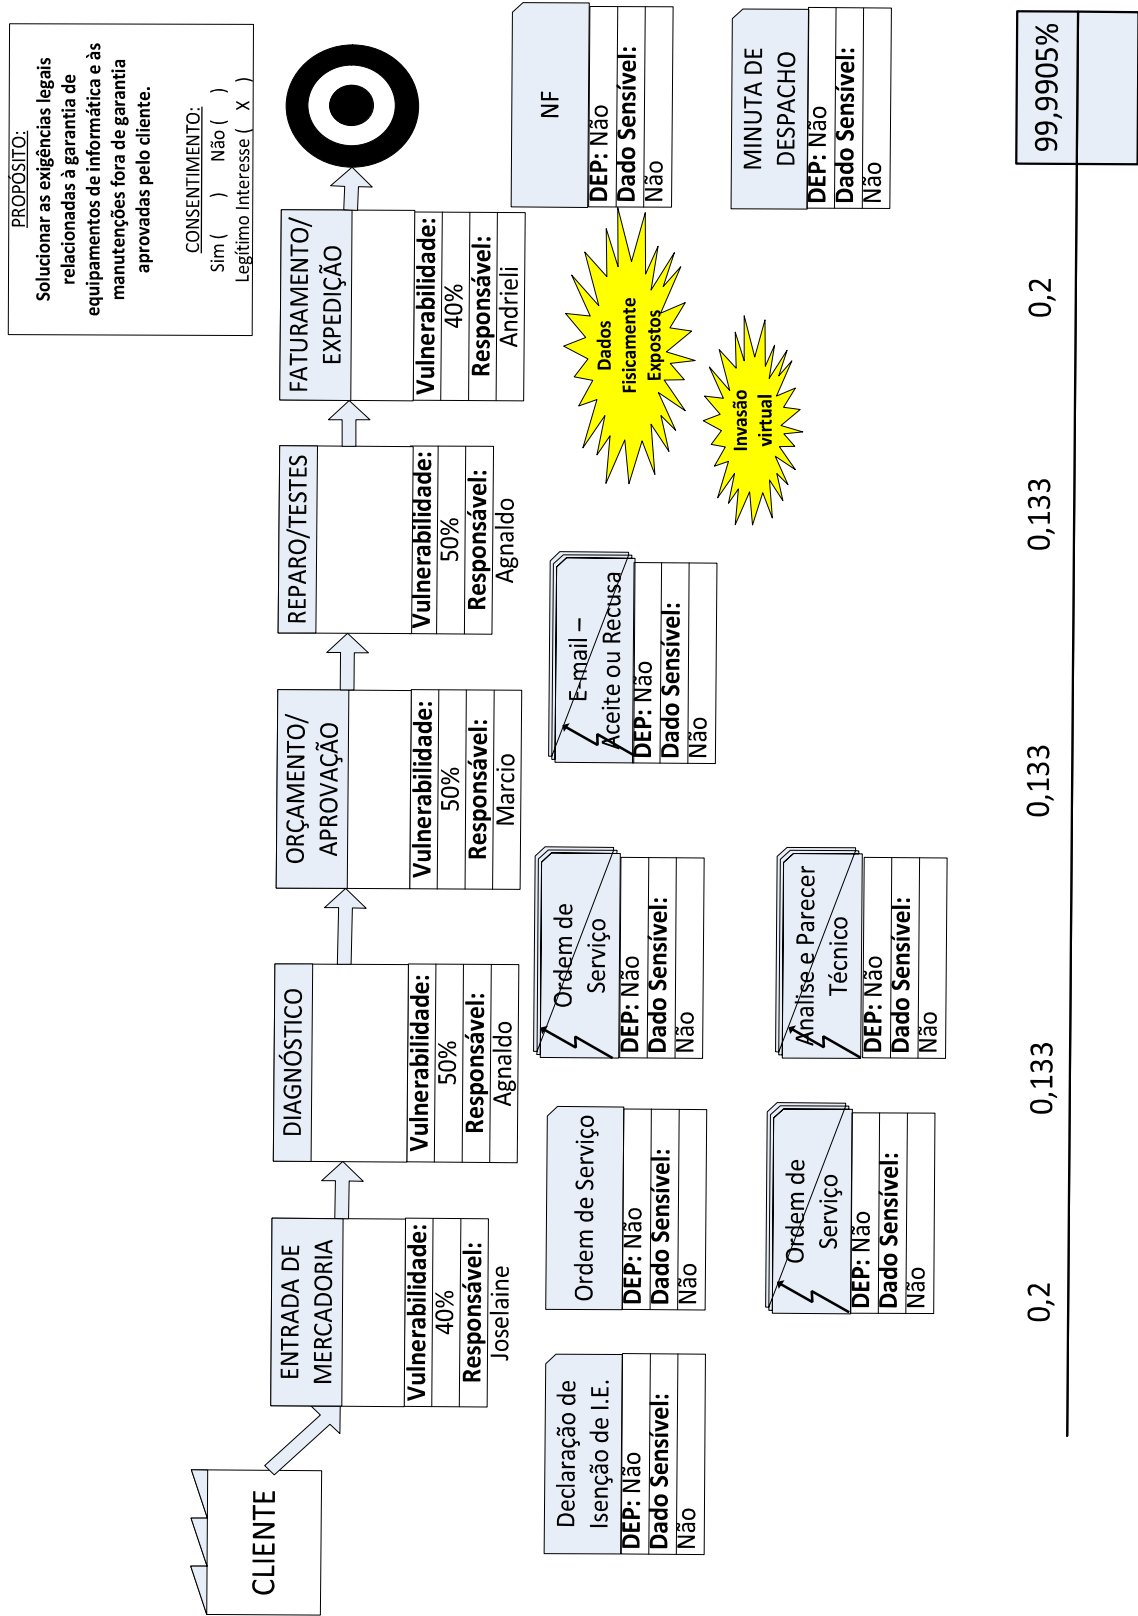 PROPÓSITO:
Solucionar as exigências legais
relacionadas à garantia de
equipamentos de informática e às
manutenções fora de garantia
aprovadas pelo cliente.
CONSENTIMENTO:
Sim ( ) Não ( )
Legítimo Interesse ( X )
CLIENTE
ENTRADA DE
MERCADORIA
Vulnerabilidade:
40%
Responsável:
Joselaine
DIAGNÓSTICO
Vulnerabilidade:
50%
Responsável:
Agnaldo
ORÇAMENTO/
APROVAÇÃO
Vulnerabilidade:
50%
Responsável:
Marcio
REPARO/TESTES
Vulnerabilidade:
50%
Responsável:
Agnaldo
FATURAMENTO/
EXPEDIÇÃO
Vulnerabilidade:
40%
Responsável:
Andrieli
Declaração de
Isenção de I.E.
DEP: Não
Dado Sensível:
Não
Ordem de Serviço
DEP: Não
Dado Sensível:
Não
Ordem de
Serviço
DEP: Não
Dado Sensível:
Não
E-mail –
Aceite ou Recusa
DEP: Não
Dado Sensível:
Não
Dados
Fisicamente
Expostos
NF
DEP: Não
Dado Sensível:
Não
Ordem de
Serviço
DEP: Não
Dado Sensível:
Não
Analise e Parecer
Técnico
DEP: Não
Dado Sensível:
Não
Invasão
virtual
MINUTA DE
DESPACHO
DEP: Não
Dado Sensível:
Não
0,2
0,133
0,133
0,133
0,2
99,9905%